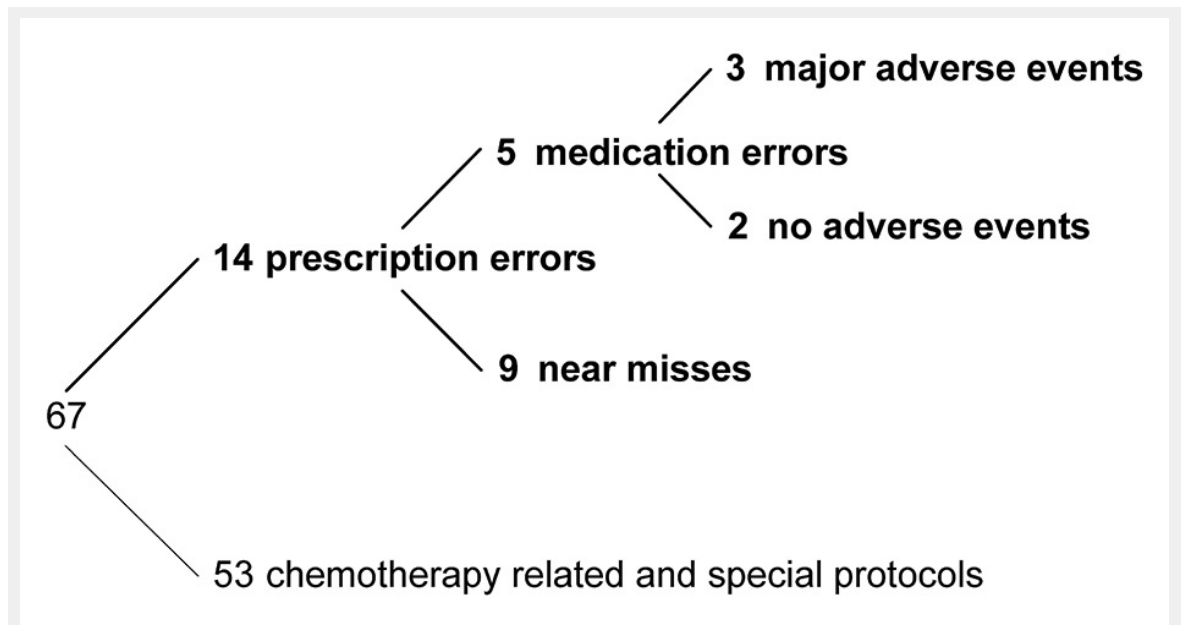 3 major adverse events
5 medication errors
2 no adverse events
14 prescription errors
9 near misses
67
53 chemotherapy related and special protocols